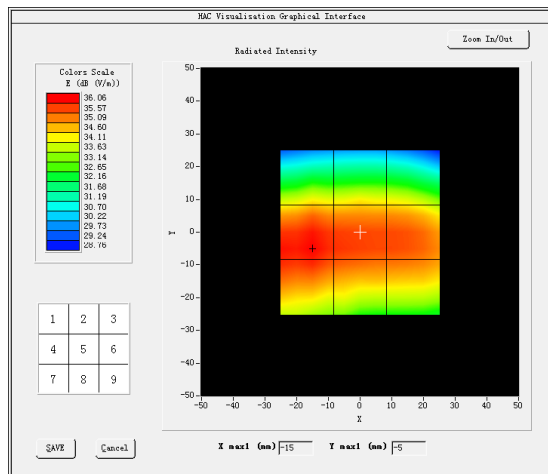 HAC Visualisation Graphical Interface
Zoom In/Out
Radiated Intensity
Colors Scale
E (dB (V/m))
36.06
35.57
35.09
34.60
34.11
33.63
33.14
32.65
32.16
31.68
31.19
30.70
30.22
29.73
29.24
28.76
50
40
30
20
10
0
-10
-20
-30
-40
-50
Y
-50 -40 -30 -20 -10 0 10 20 30 40 50
X
1 2 3
4 5 6
7 8 9
SAVE Cancel
X max1 (mm) -15 Y max1 (mm) -5